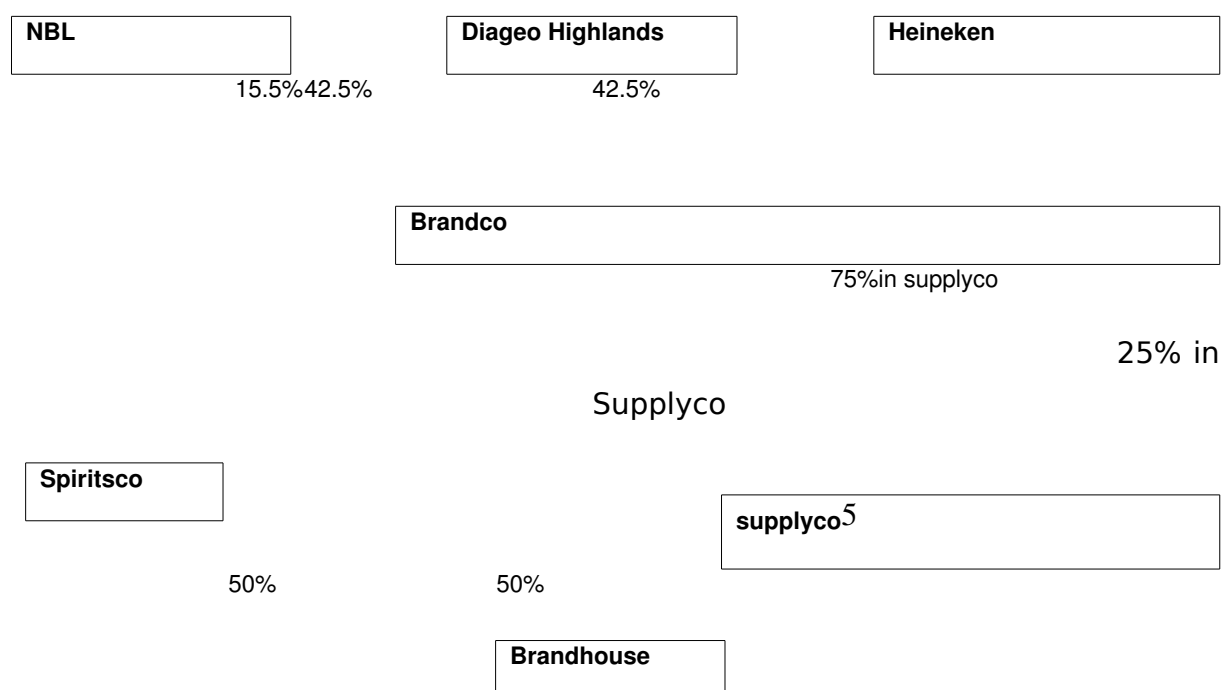 NBL Diageo Highlands Heineken
15.5%42.5% 42.5%
Brandco
75%in supplyco
25% in
Supplyco
Spiritsco
supplyco5
50% 50%
Brandhouse